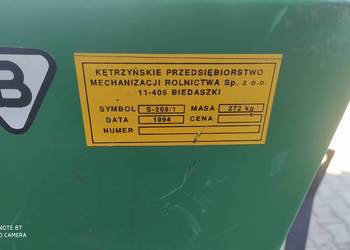 B
KĘTRZYŃSKIE PRZEDSIĘBIORSTWO
MECHANIZACJI ROLNICTWA Sp. z o.o.
11-406 BIEDASZKI
SYMBOL S-208/1 MASA 272 kg
DATA 1994 CENA
NUMER
NOTE 8T
D CAMERA